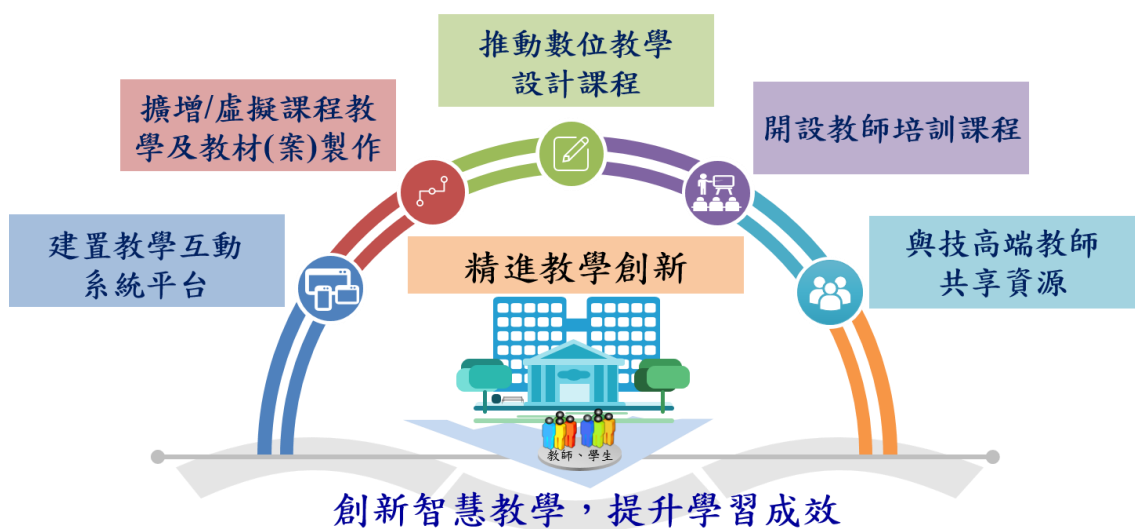 推動數位教學
設計課程
擴增/虛擬課程教
學及教材(案)製作
開設教師培訓課程
建置教學互動
系統平台
精進教學創新
與技高端教師
共享資源
教師、學生
創新智慧教學，提升學習成效